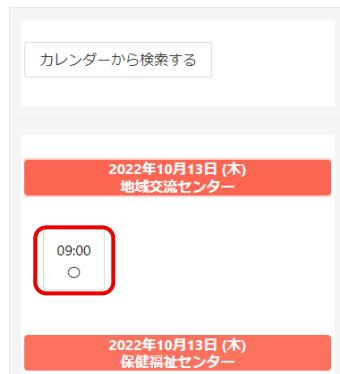 カレンダーから検索する
2022年10月13日 (木)
地域交流センター
09:00
○
2022年10月13日 (木)
保健福祉センター